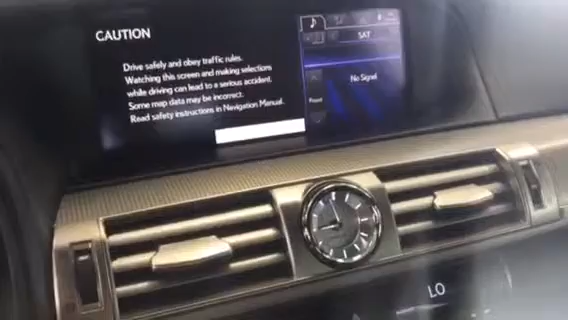 CAUTION
SAT
Drive safely and obey traffic rules.
Watching this screen and making selections
while driving can lead to a serious accident.
Some map data may be incorrect.
Read safety instructions in Navigation Manual.
No Signal
Preset
LO